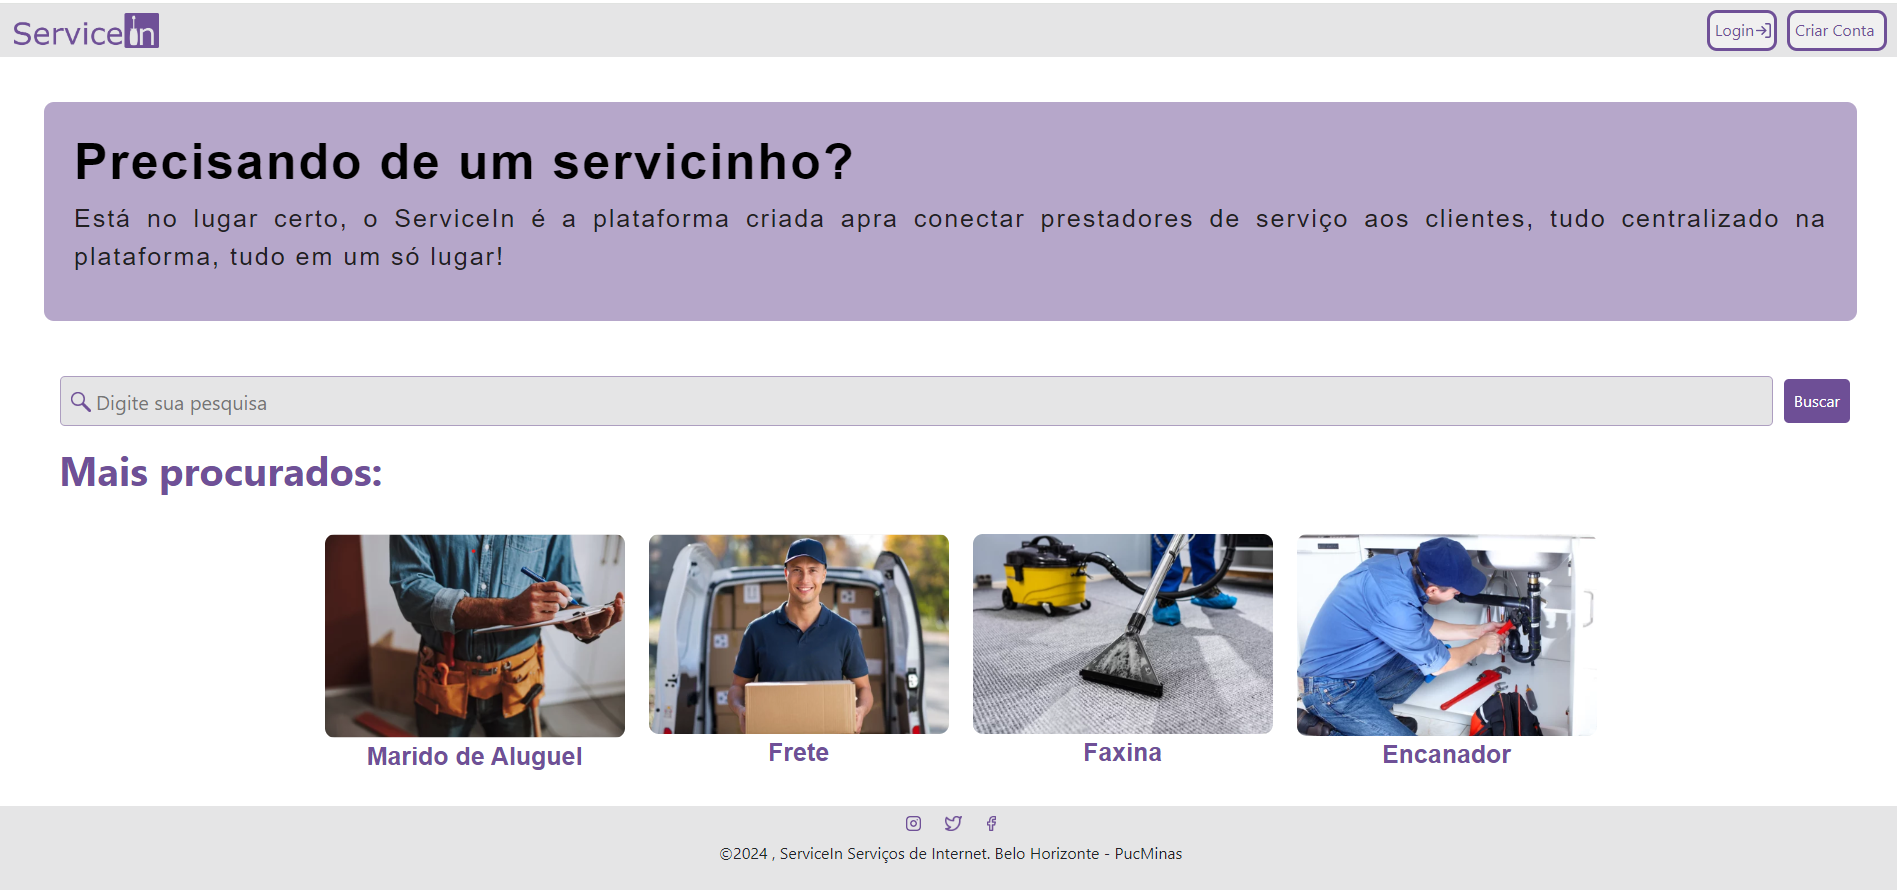 ServiceIn
Login
Criar Conta
Precisando de um servicinho?
Está no lugar certo, o ServiceIn é a plataforma criada apra conectar prestadores de serviço aos clientes, tudo centralizado na
plataforma, tudo em um só lugar!
Digite sua pesquisa
Buscar
Mais procurados:
Marido de Aluguel
Frete
Faxina
Encanador
©2024 , ServiceIn Serviços de Internet. Belo Horizonte - PucMinas